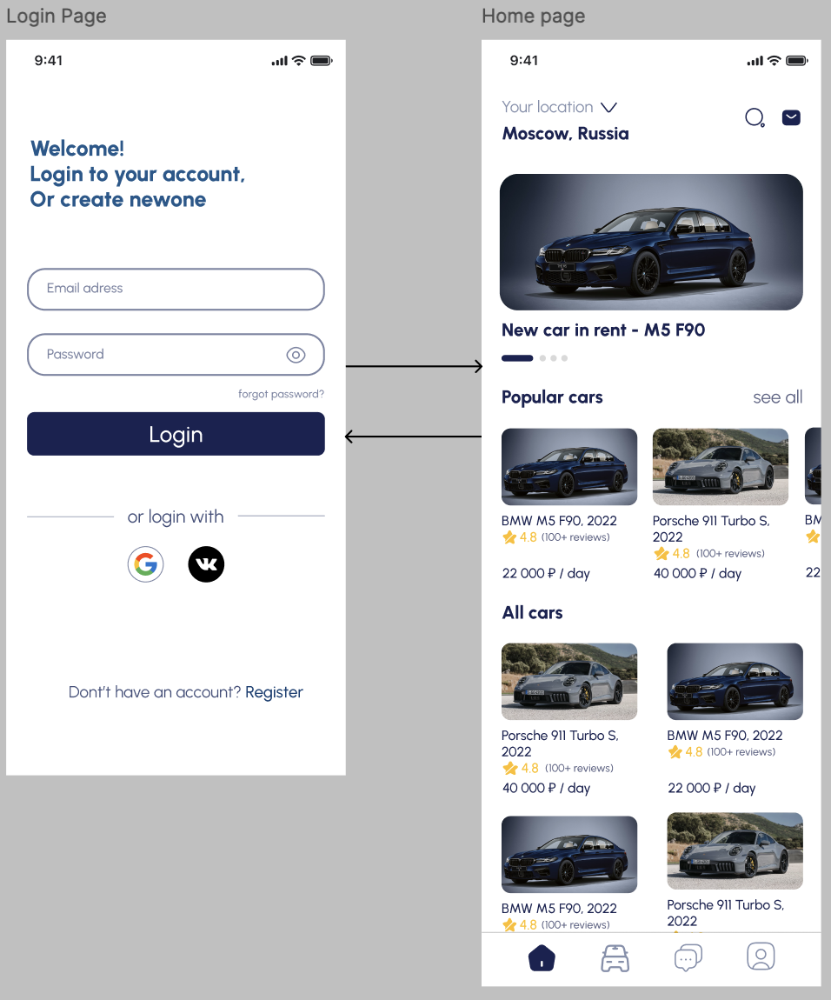 Login Page
9:41
Welcome!
Login to your account,
Or create newone
Email adress
Password
forgot password?
Login
or login with
Dont't have an account? Register
Home page
9:41
Your location
Moscow, Russia
New car in rent - M5 F90
Popular cars
see all
BMW M5 F90, 2022
4.8 (100+ reviews)
22 000 ₽ / day
Porsche 911 Turbo S,
2022
4.8 (100+ reviews)
40 000 ₽ / day
BM
22
All cars
Porsche 911 Turbo S,
2022
4.8 (100+ reviews)
40 000 ₽ / day
BMW M5 F90, 2022
4.8 (100+ reviews)
22 000 ₽ / day
BMW M5 F90, 2022
4.8 (100+ reviews)
Porsche 911 Turbo S,
2022